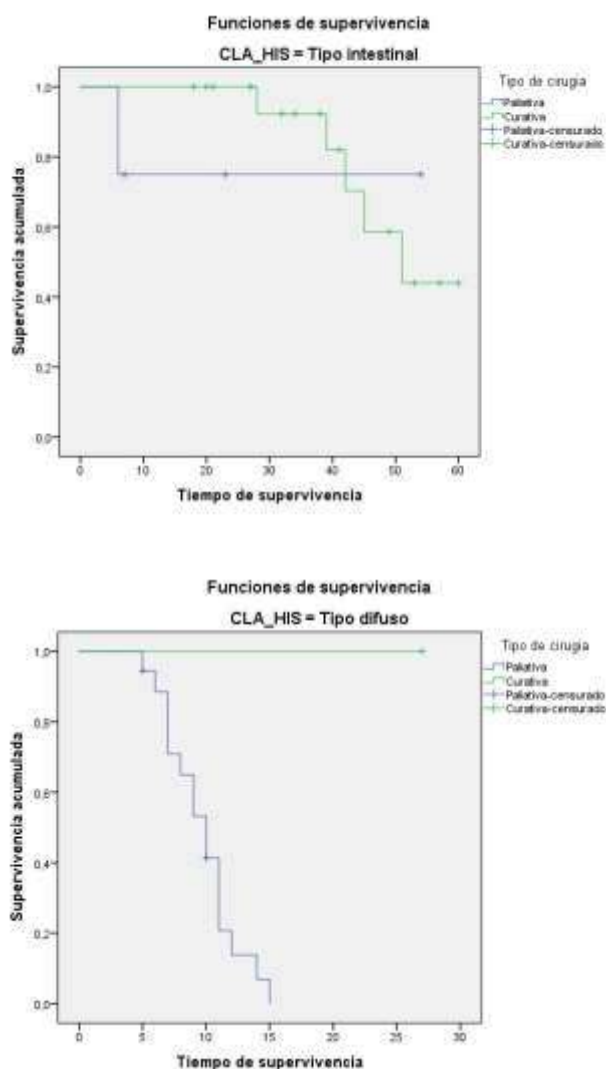 Funciones de supervivencia
CLA_HIS = Tipo intestinal
Tipo de cirugia
Paliativa
Curativa
Paliativa-censurado
Curativa-censurado
Supervivencia acumulada
1,0
0,8
0,6
0,4
0,2
0,0
0 10 20 30 40 50 60
Tiempo de supervivencia
Funciones de supervivencia
CLA_HIS = Tipo difuso
Tipo de cirugia
Paliativa
Curativa
Paliativa-censurado
Curativa-censurado
Supervivencia acumulada
1,0
0,8
0,6
0,4
0,2
0,0
0 5 10 15 20 25 30
Tiempo de supervivencia